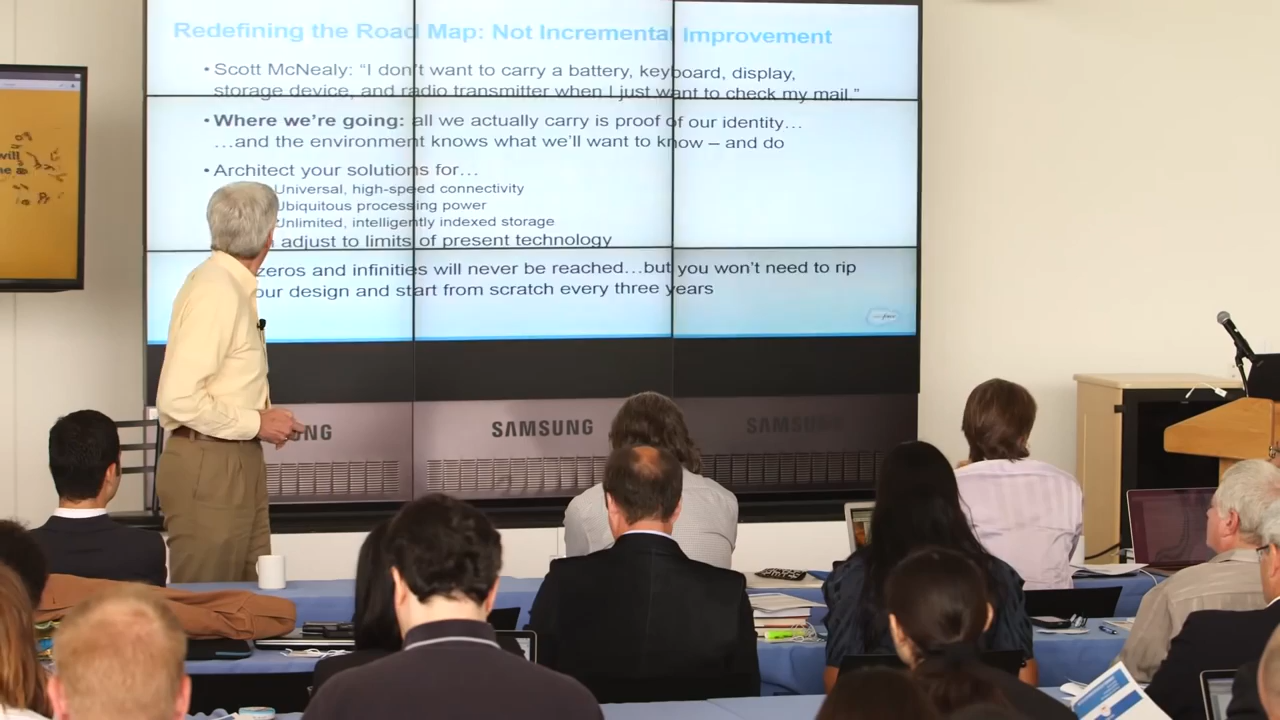 Redefining the Road Map: Not Incremental Improvement
• Scott McNealy: “I don’t want to carry a battery, keyboard, display,
storage device, and radio transmitter when I just want to check my mail.”
• Where we’re going: all we actually carry is proof of our identity…
…and the environment knows what we’ll want to know – and do
• Architect your solutions for…
Universal, high-speed connectivity
Ubiquitous processing power
Unlimited, intelligently indexed storage
adjust to limits of present technology
zeros and infinities will never be reached…but you won’t need to rip
our design and start from scratch every three years
will
SAMSUNG
SAMSUNG